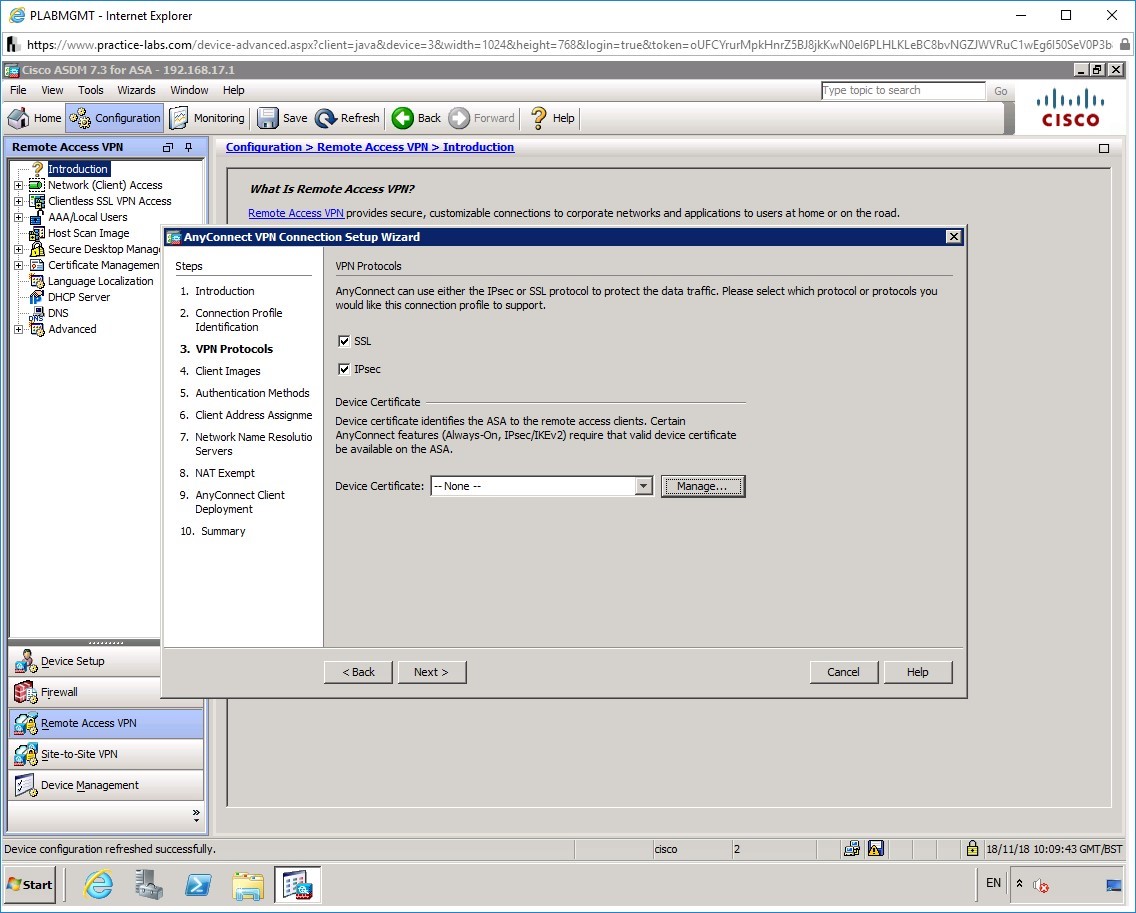 PLABMGMT - Internet Explorer
https://www.practice-labs.com/device-advanced.aspx?client=java&device=3&width=1024&height=768&login=true&token=
Cisco ASDM 7.3 for ASA - 192.168.17.1
File View Tools Wizards Window Help
Type topic to search Go
Home Configuration Monitoring Save Refresh Back Forward Help
CISCO
Remote Access VPN
Configuration > Remote Access VPN > Introduction
Introduction
Network (Client) Access
Clientless SSL VPN Access
AAA/Local Users
Host Scan Image
Secure Desktop Manag
Certificate Managemen
Language Localization
DHCP Server
DNS
Advanced
What Is Remote Access VPN?
Remote Access VPN provides secure, customizable connections to corporate networks and applications to users at home or on the road.
AnyConnect VPN Connection Setup Wizard
Steps
1. Introduction
2. Connection Profile
Identification
3. VPN Protocols
4. Client Images
5. Authentication Methods
6. Client Address Assignme
7. Network Name Resolutio
Servers
8. NAT Exempt
9. AnyConnect Client
Deployment
10. Summary
VPN Protocols
AnyConnect can use either the IPsec or SSL protocol to protect the data traffic. Please select which protocol or protocols you
would like this connection profile to support.
SSL
IPsec
Device Certificate
Device certificate identifies the ASA to the remote access clients. Certain
AnyConnect features (Always-On, IPsec/IKEv2) require that valid device certificate
be available on the ASA.
Device Certificate: -- None -- Manage...
< Back Next > Cancel Help
Device Setup
Firewall
Remote Access VPN
Site-to-Site VPN
Device Management
Device configuration refreshed successfully. cisco 2 18/11/18 10:09:43 GMT/BST
Start EN